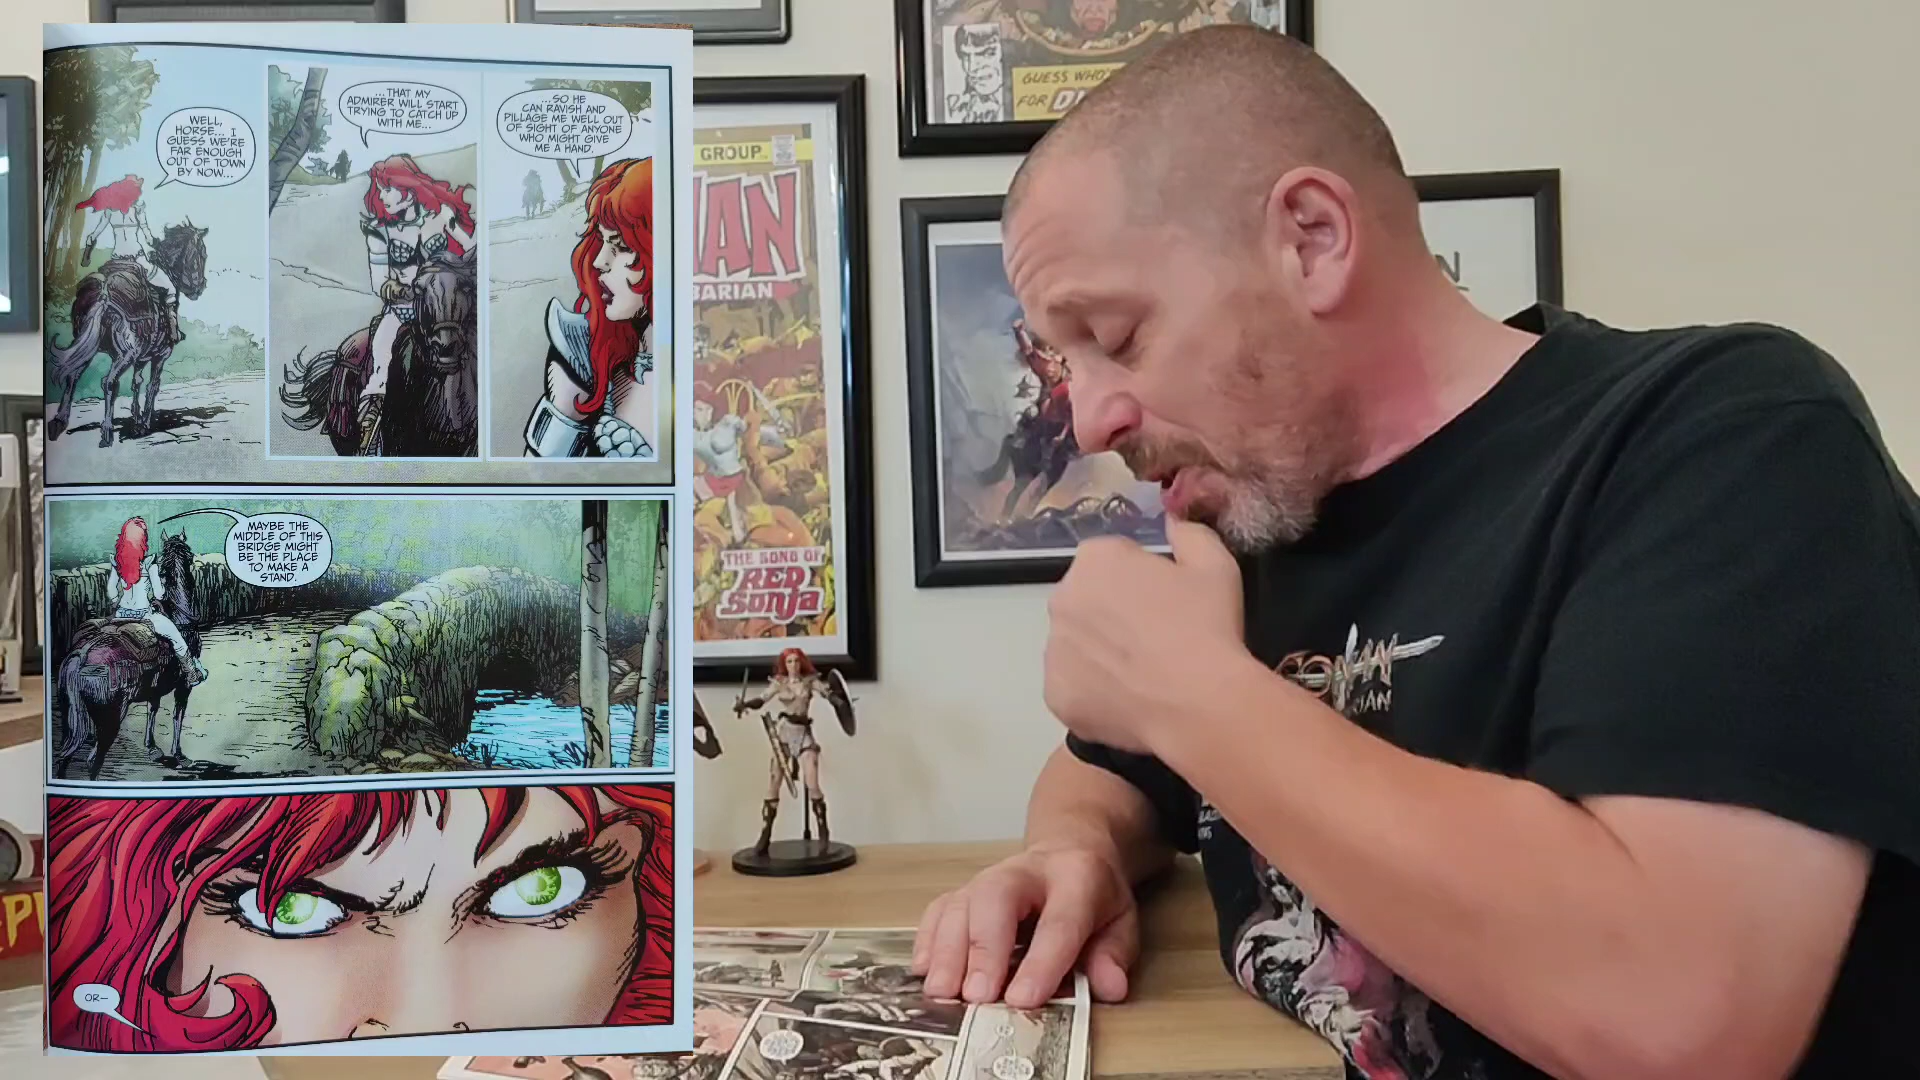 WELL,
HORSE... I
GUESS WE'RE
FAR ENOUGH
OUT OF TOWN
BY NOW...
...THAT MY
ADMIRER WILL START
TRYING TO CATCH UP
WITH ME...
...SO HE
CAN RAVISH AND
PILLAGE ME WELL OUT
OF SIGHT OF ANYONE
WHO MIGHT GIVE
ME A HAND.
MAYBE THE
MIDDLE OF THIS
BRIDGE MIGHT
BE THE PLACE
TO MAKE A
STAND.
OR—
GROUP
THE SONG OF
RED
SONJA
GUESS WHO'S
FOR
CONAN